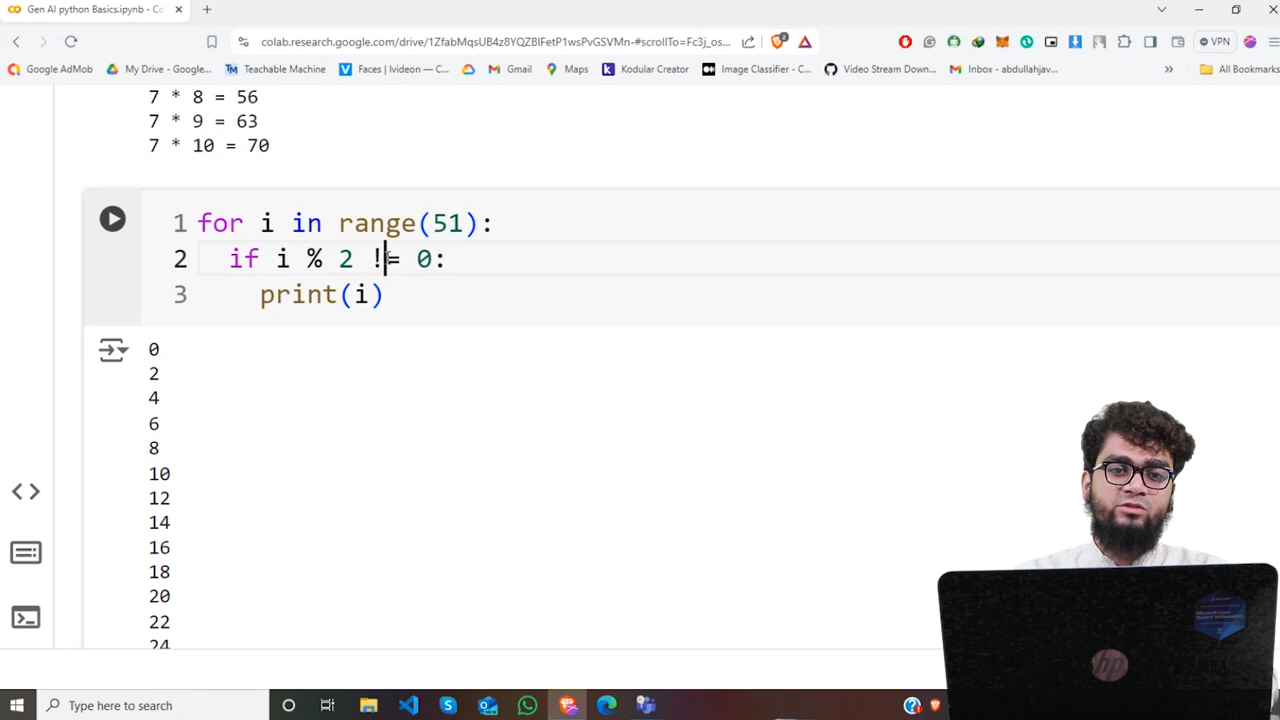 Gen AI python Basics.ipynb - Co
colab.research.google.com/drive/1ZfabMqsUB4z8YQZBlFetP1wsPvGSVMn-#scrollTo=Fc3j_os...
VPN
Google AdMob
My Drive - Google...
Teachable Machine
Faces | Ivideon — C...
Gmail
Maps
Kodular Creator
Image Classifier - C...
Video Stream Down...
Inbox - abdullahjav...
»
All Bookmarks
7 * 8 = 56
7 * 9 = 63
7 * 10 = 70
1 for i in range(51):
2 if i % 2 != 0:
3 print(i)
0
2
4
6
8
10
12
14
16
18
20
22
24
hp
Type here to search